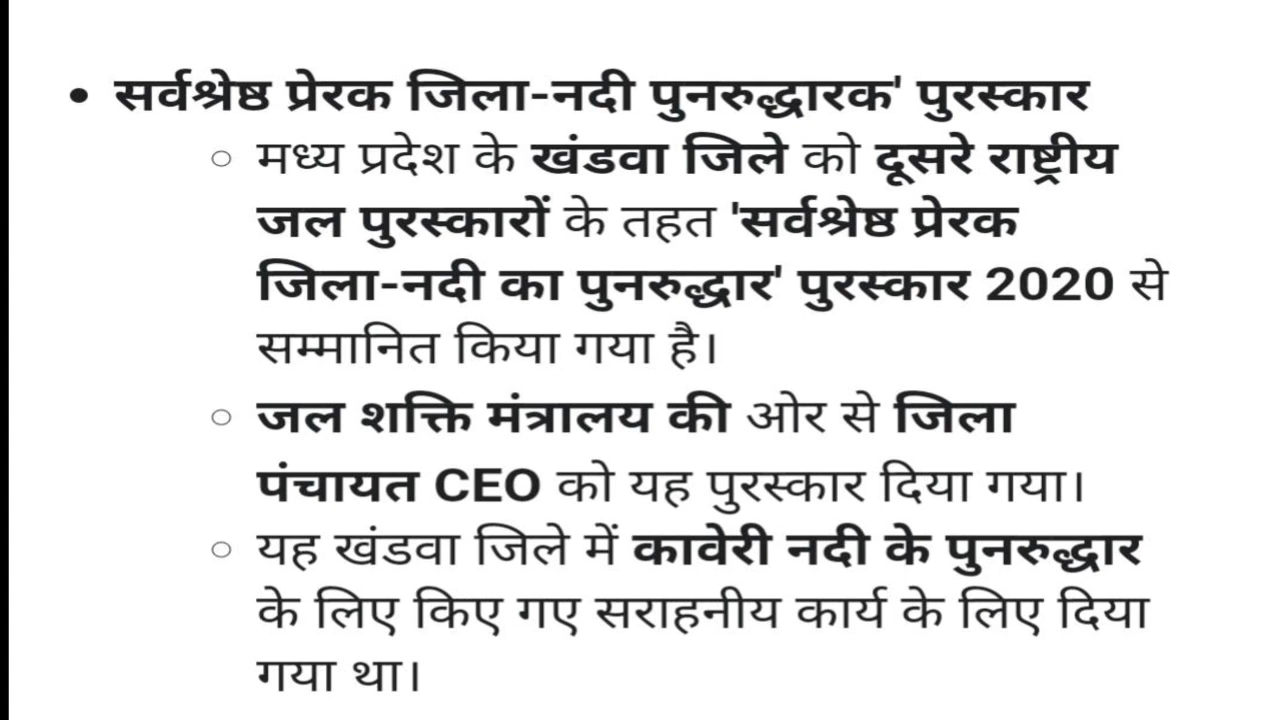 • सर्वश्रेष्ठ प्रेरक जिला-नदी पुनरुद्धारक' पुरस्कार
○ मध्य प्रदेश के खंडवा जिले को दूसरे राष्ट्रीय
जल पुरस्कारों के तहत 'सर्वश्रेष्ठ प्रेरक
जिला-नदी का पुनरुद्धार' पुरस्कार 2020 से
सम्मानित किया गया है।
○ जल शक्ति मंत्रालय की ओर से जिला
पंचायत CEO को यह पुरस्कार दिया गया।
○ यह खंडवा जिले में कावेरी नदी के पुनरुद्धार
के लिए किए गए सराहनीय कार्य के लिए दिया
गया था।